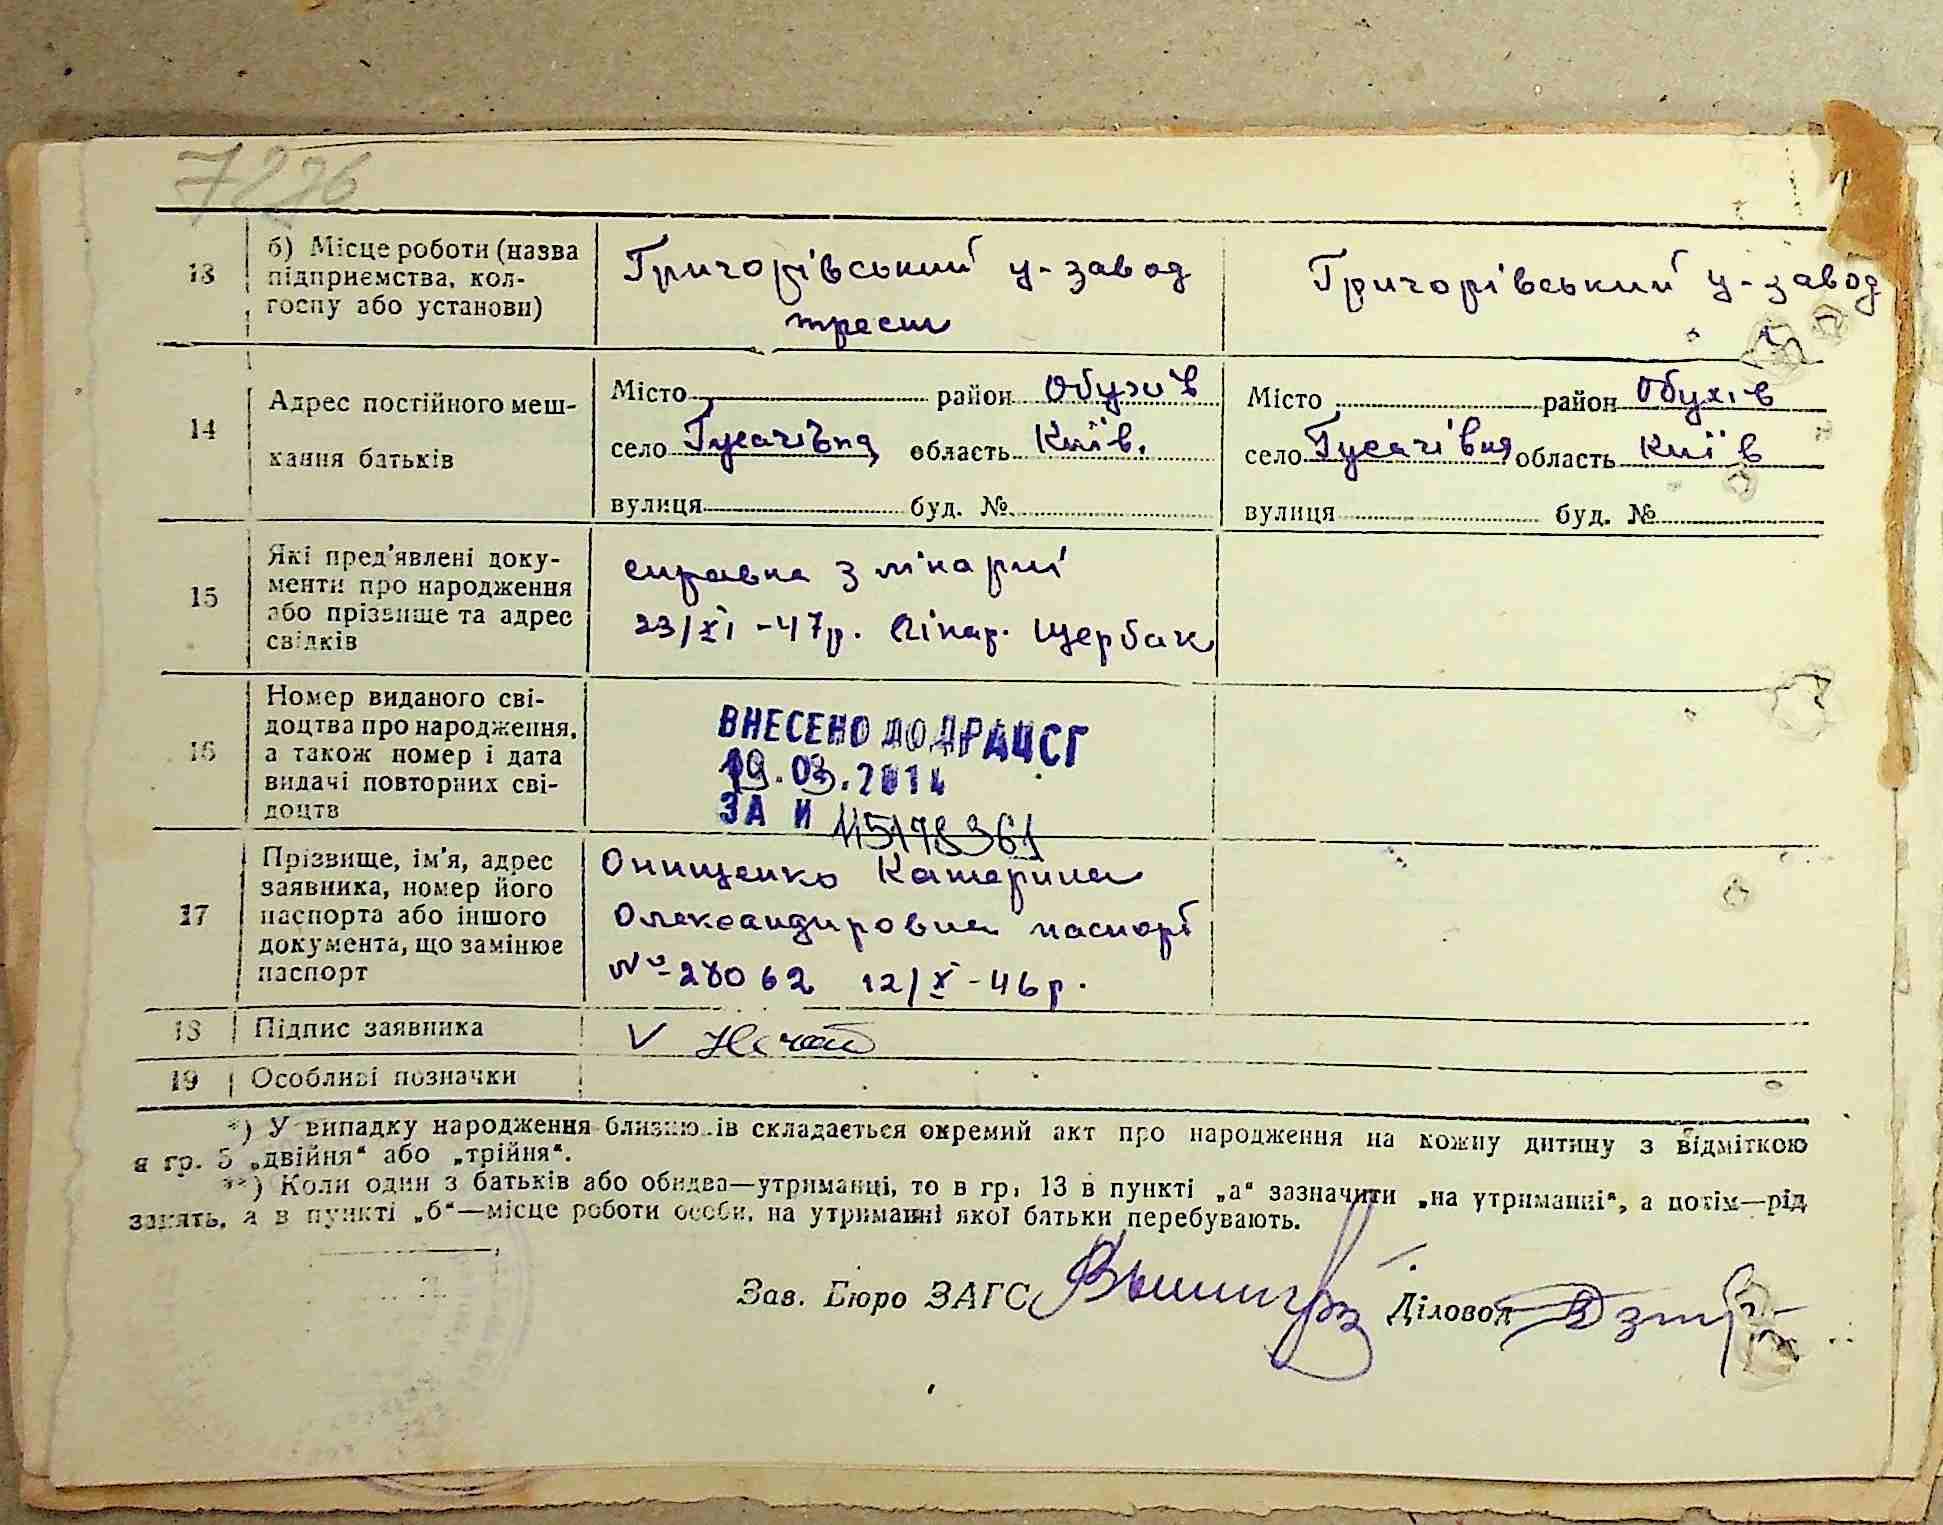 7276
13 б) Місце роботи (назва підприємства, кол-госпу або установи) Григорівський ц-завод Григорівський ц-завод
трест
14 Адрес постійного меш-кання батьків
Місто район Обухів Місто район Обухів
село Гусачівка область Київ. село Гусачівка область Київ
вулиця буд. № вулиця буд. №
15 Які пред'явлені доку-
менти про народження
або прізвище та адрес
свідків
справка з лікарні
23/XI-47р. Лікар. Щербак
16 Номер виданого сві-
доцтва про народження,
а також номер і дата
видачі повторних сві-
доцтв
ВНЕСЕНО ДО ДРАЦСГ
19.03.2014
ЗА И 115178361
17 Прізвище, ім'я, адрес
заявника, номер його
паспорта або іншого
документа, що замінює
паспорт
Онищенко Катерина
Олександировна паспорт
№-28062 12/X-46р.
18 Підпис заявника V
19 Особливі позначки
*) У випадку народження близнюків складається окремий акт про народження на кожну дитину з відміткою
в гр. 5 „двійня“ або „трійня“.
**) Коли один з батьків або обидва—утриманці, то в гр. 13 в пункті „а“ зазначити „на утриманні“, а потім—рід
занять, а в пункті „б“—місце роботи особи, на утриманні якої батьки перебувають.
Зав. Бюро ЗАГС Діловод